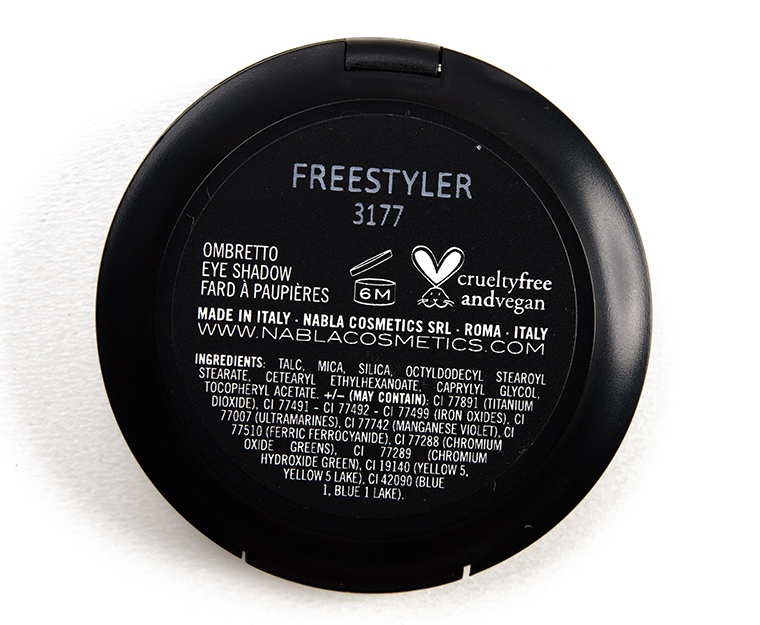 FREESTYLER
3177
OMBRETTO
EYE SHADOW
FARD À PAUPIÈRES
6M
crueltyfree
andvegan
MADE IN ITALY · NABLA COSMETICS SRL · ROMA · ITALY
WWW.NABLACOSMETICS.COM
INGREDIENTS: TALC, MICA, SILICA, OCTYLDODECYL STEAROYL
STEARATE, CETEARYL ETHYLHEXANOATE, CAPRYLYL GLYCOL,
TOCOPHERYL ACETATE. +/– (MAY CONTAIN): CI 77891 (TITANIUM
DIOXIDE), CI 77491 - CI 77492 - CI 77499 (IRON OXIDES), CI
77007 (ULTRAMARINES), CI 77742 (MANGANESE VIOLET), CI
77510 (FERRIC FERROCYANIDE), CI 77288 (CHROMIUM
OXIDE GREENS), CI 77289 (CHROMIUM
HYDROXIDE GREEN), CI 19140 (YELLOW 5,
YELLOW 5 LAKE), CI 42090 (BLUE
1, BLUE 1 LAKE).